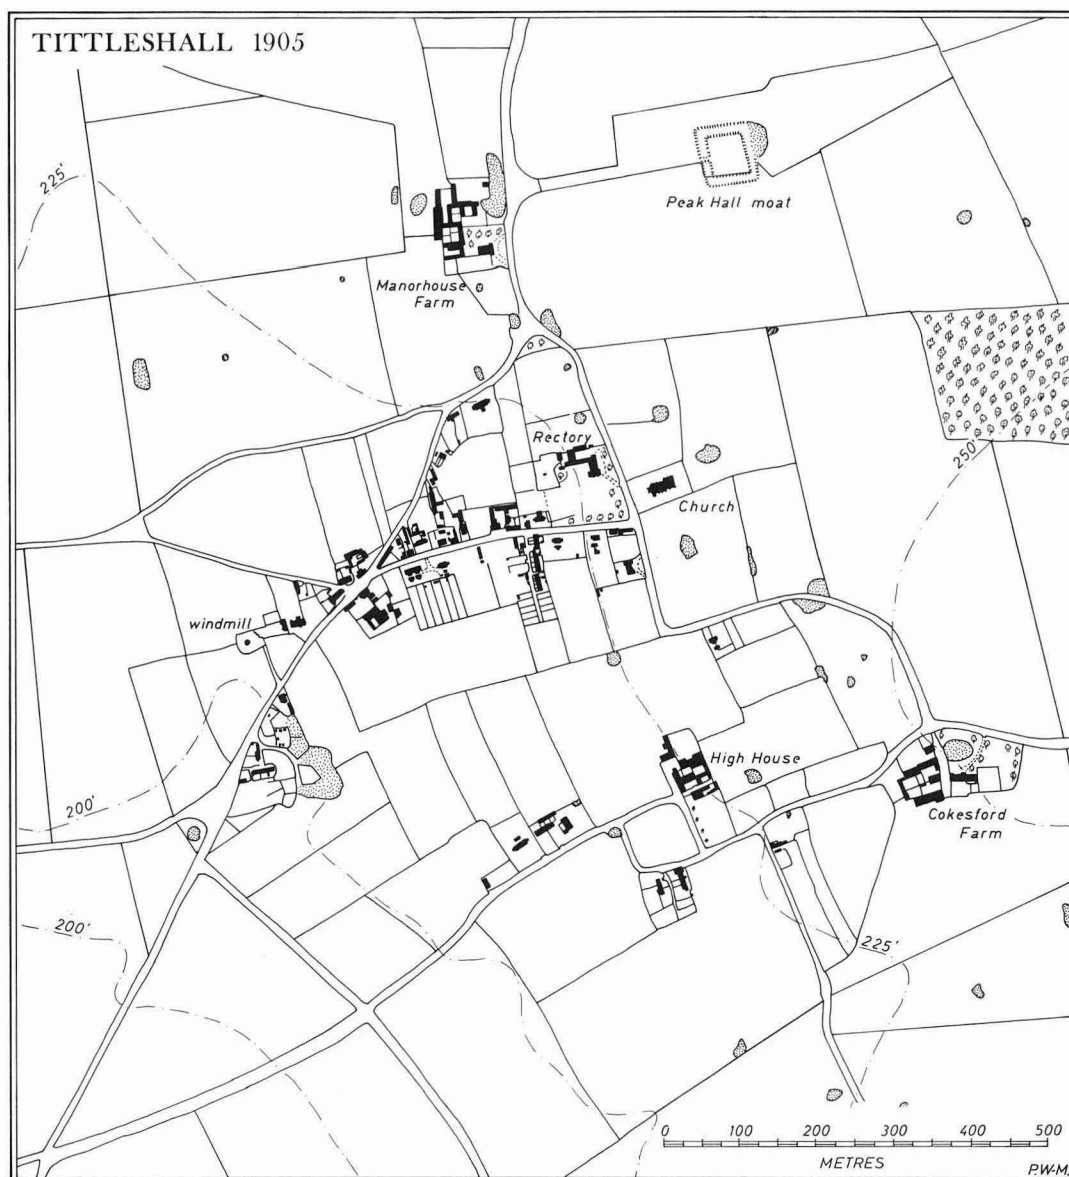 TITTLESHALL 1905
225'
Peak Hall moat
Manorhouse
Farm
Rectory
250'
Church
windmill
High House
200'
Cokesford
Farm
200'
225'
0 100 200 300 400 500
METRES
P.W-M.